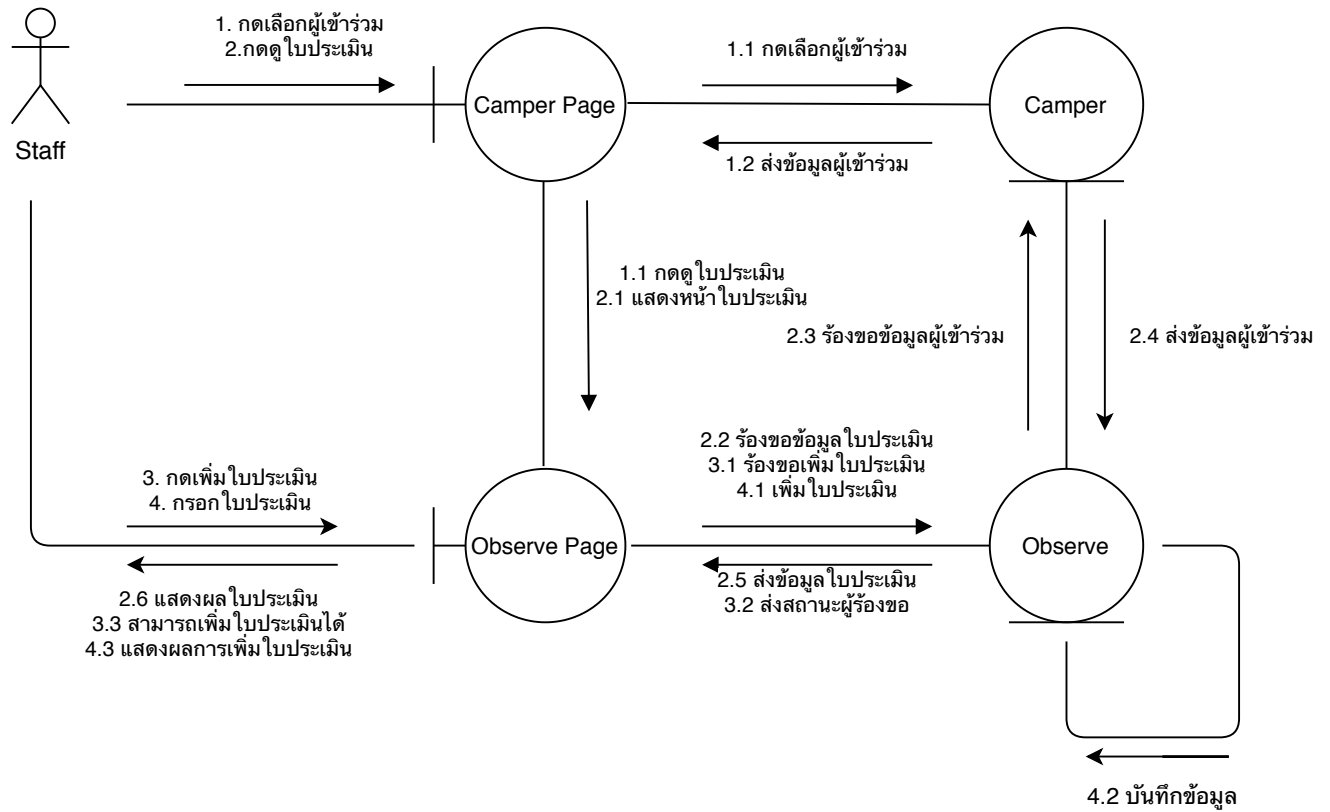 1. กดเลือกผู้เข้าร่วม
2.กดดูใบประเมิน
1.1 กดเลือกผู้เข้าร่วม
Camper Page
Camper
Staff
1.2 ส่งข้อมูลผู้เข้าร่วม
1.1 กดดูใบประเมิน
2.1 แสดงหน้าใบประเมิน
2.3 ร้องขอข้อมูลผู้เข้าร่วม
2.4 ส่งข้อมูลผู้เข้าร่วม
2.2 ร้องขอข้อมูลใบประเมิน
3.1 ร้องขอเพิ่มใบประเมิน
4.1 เพิ่มใบประเมิน
3. กดเพิ่มใบประเมิน
4. กรอกใบประเมิน
Observe Page
Observe
2.5 ส่งข้อมูลใบประเมิน
3.2 ส่งสถานะผู้ร้องขอ
2.6 แสดงผลใบประเมิน
3.3 สามารถเพิ่มใบประเมินได้
4.3 แสดงผลการเพิ่มใบประเมิน
4.2 บันทึกข้อมูล